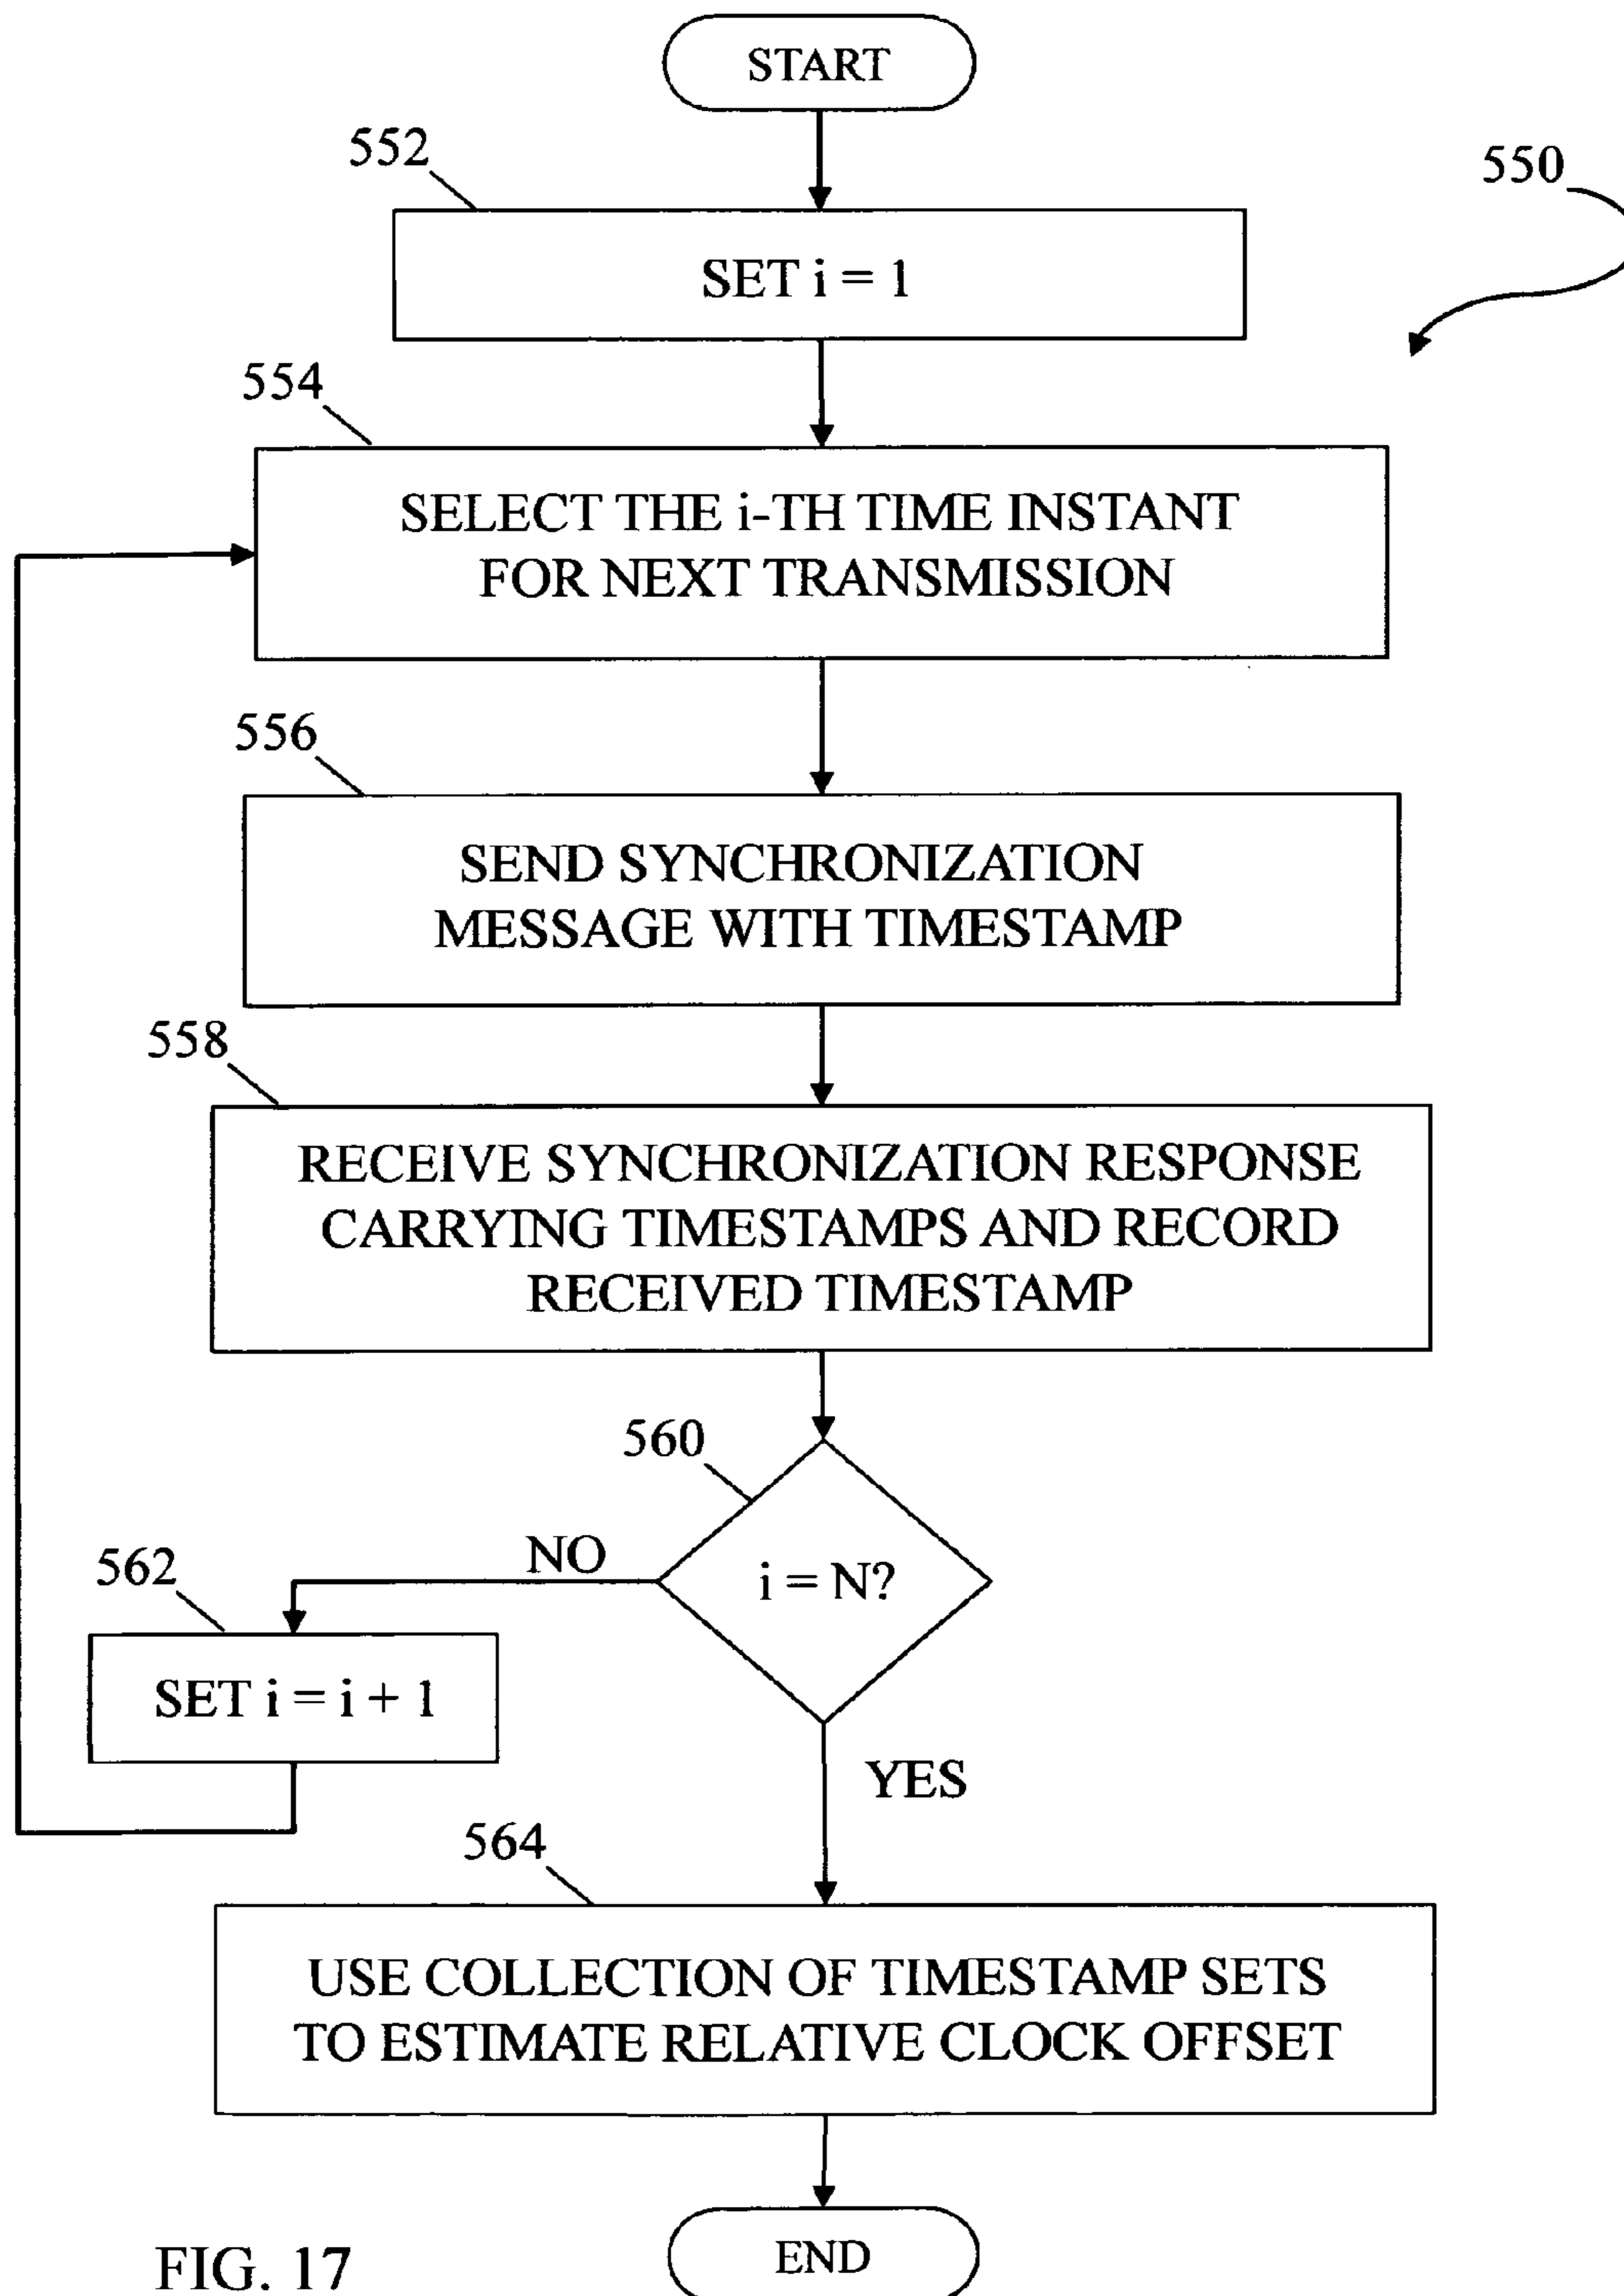 START
552
550
SET i = 1
554
SELECT THE i-TH TIME INSTANT
FOR NEXT TRANSMISSION
556
SEND SYNCHRONIZATION
MESSAGE WITH TIMESTAMP
558
RECEIVE SYNCHRONIZATION RESPONSE
CARRYING TIMESTAMPS AND RECORD
RECEIVED TIMESTAMP
560
NO
i = N?
562
SET i = i + 1
YES
564
USE COLLECTION OF TIMESTAMP SETS
TO ESTIMATE RELATIVE CLOCK OFFSET
END
FIG. 17